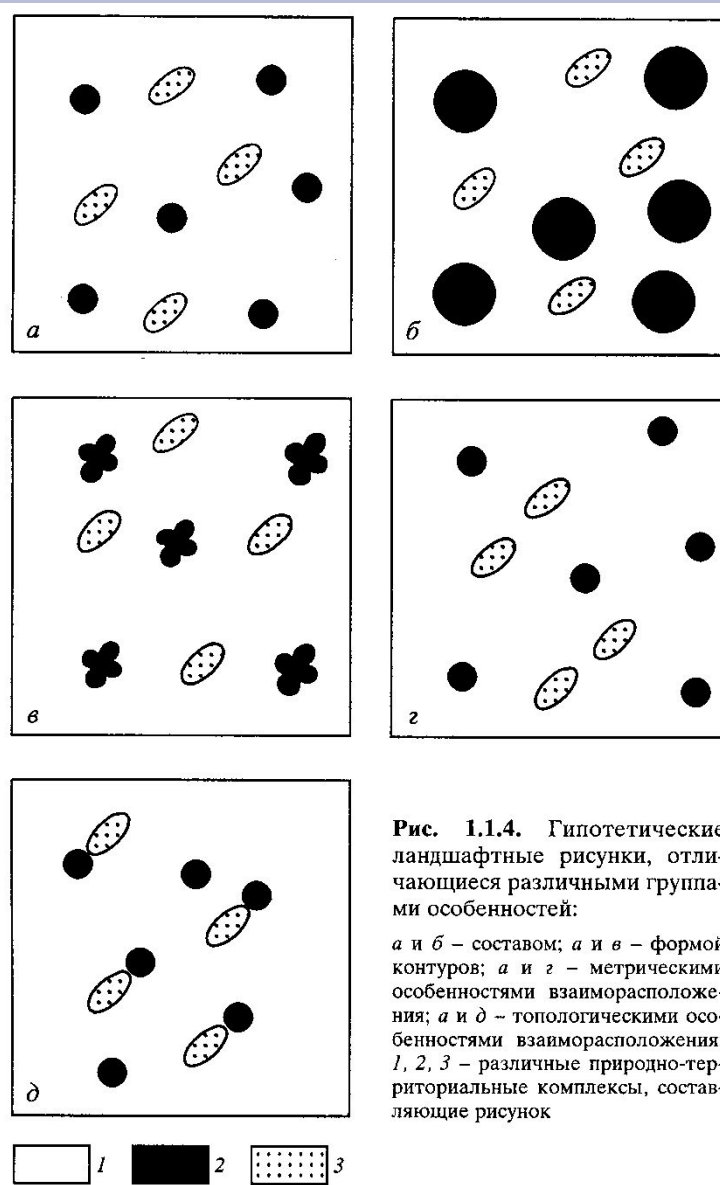 а
б
в
г
д
Рис. 1.1.4. Гипотетические
ландшафтные рисунки, отли-
чающиеся различными группа-
ми особенностей:
а и б – составом; а и в – формой
контуров; а и г – метрическими
особенностями взаиморасположе-
ния; а и д – топологическими осо-
бенностями взаиморасположения
1, 2, 3 – различные природно-тер-
риториальные комплексы, состав-
ляющие рисунок
1 2 3